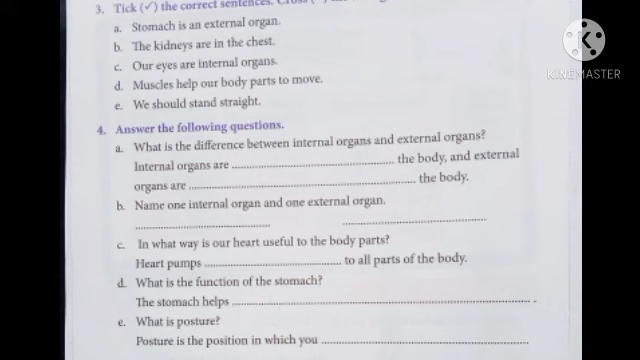 3. Tick (✓) the correct sentences. Cross (
a. Stomach is an external organ.
b. The kidneys are in the chest.
c. Our eyes are internal organs.
d. Muscles help our body parts to move.
e. We should stand straight.
4. Answer the following questions.
a. What is the difference between internal organs and external organs?
Internal organs are ........................................ the body, and external
organs are ........................................ the body.
b. Name one internal organ and one external organ.
........................................ ........................................
c. In what way is our heart useful to the body parts?
Heart pumps ........................................ to all parts of the body.
d. What is the function of the stomach?
The stomach helps ........................................ .
e. What is posture?
Posture is the position in which you ........................................
KINEMASTER